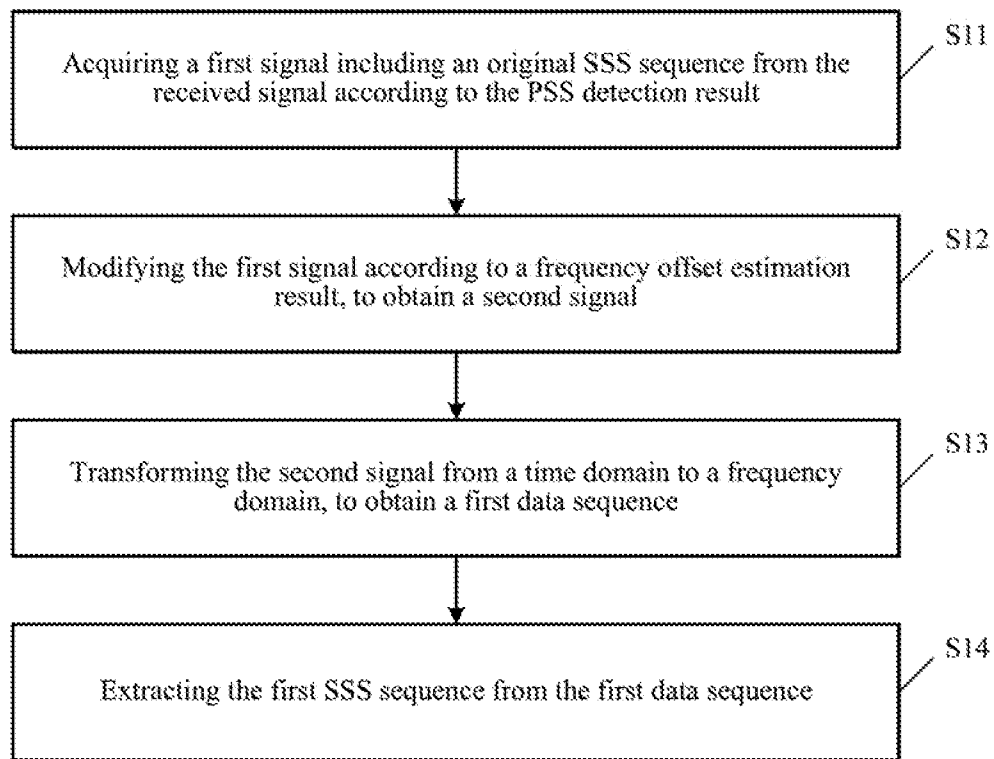 S11
Acquiring a first signal including an original SSS sequence from the
received signal according to the PSS detection result
S12
Modifying the first signal according to a frequency offset estimation
result, to obtain a second signal
S13
Transforming the second signal from a time domain to a frequency
domain, to obtain a first data sequence
S14
Extracting the first SSS sequence from the first data sequence